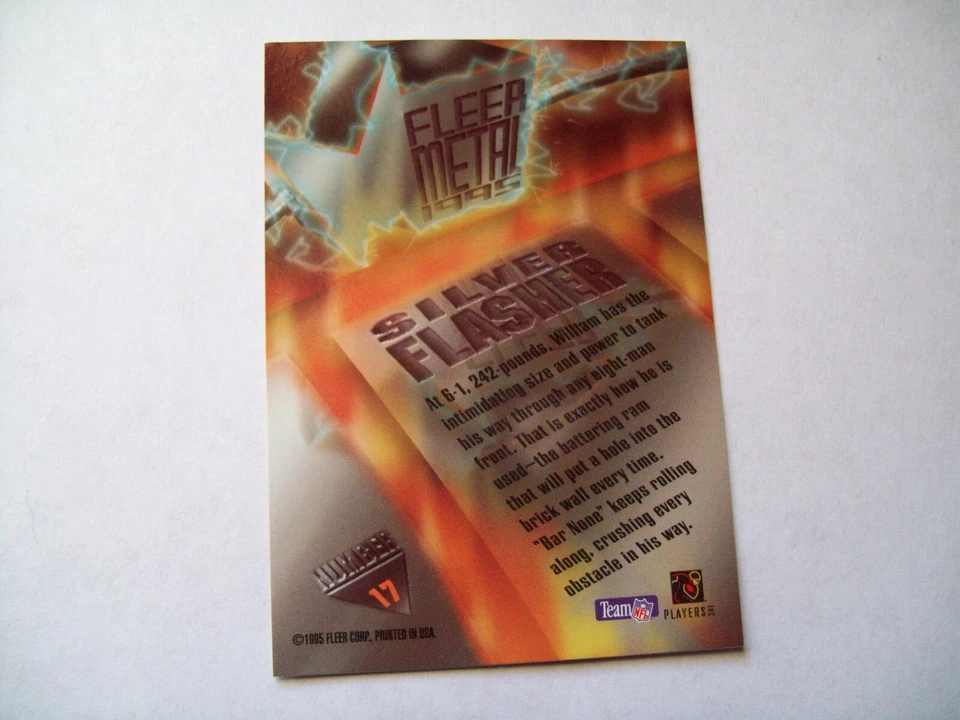 FLEER
METAL
1995
SILVER
FLASHER
At 6-1, 242-pounds, William has the
intimidating size and power to tank
his way through any eight-man
front. That is exactly how he is
used—the battering ram
that will put a hole into the
brick wall every time.
"Bar None" keeps rolling
along, crushing every
obstacle in his way.
NUMBER
17
Team NFL
PLAYERS INC
©1995 FLEER CORP., PRINTED IN USA.